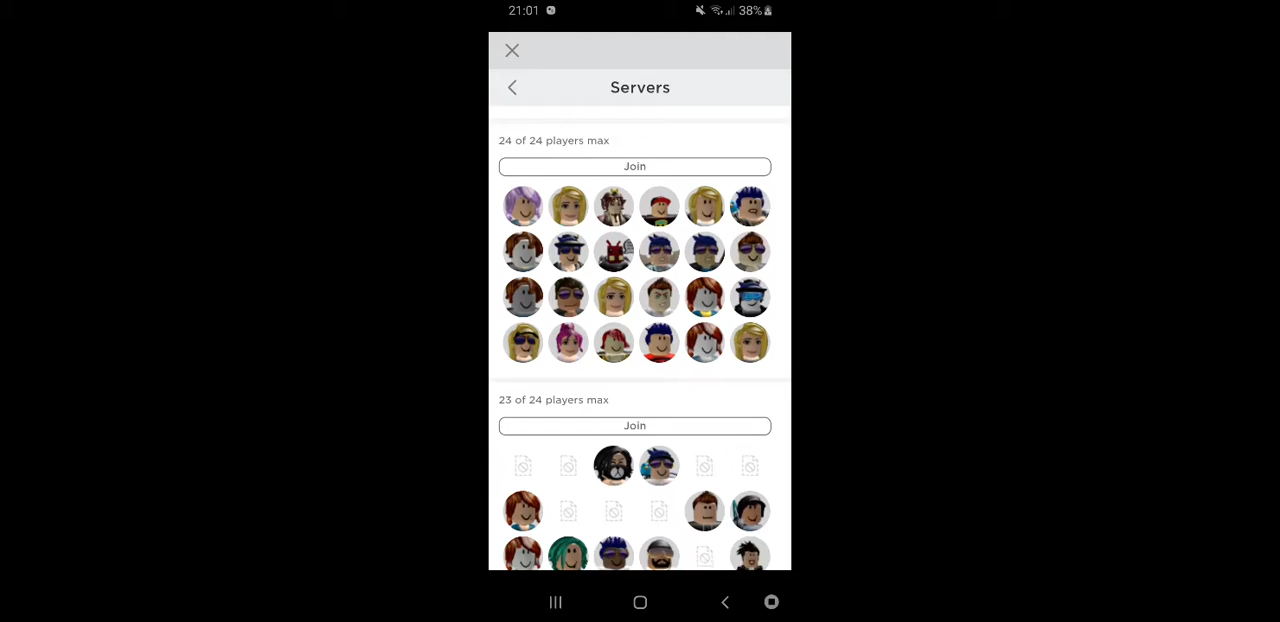 21:01 38%
Servers
24 of 24 players max
Join
23 of 24 players max
Join